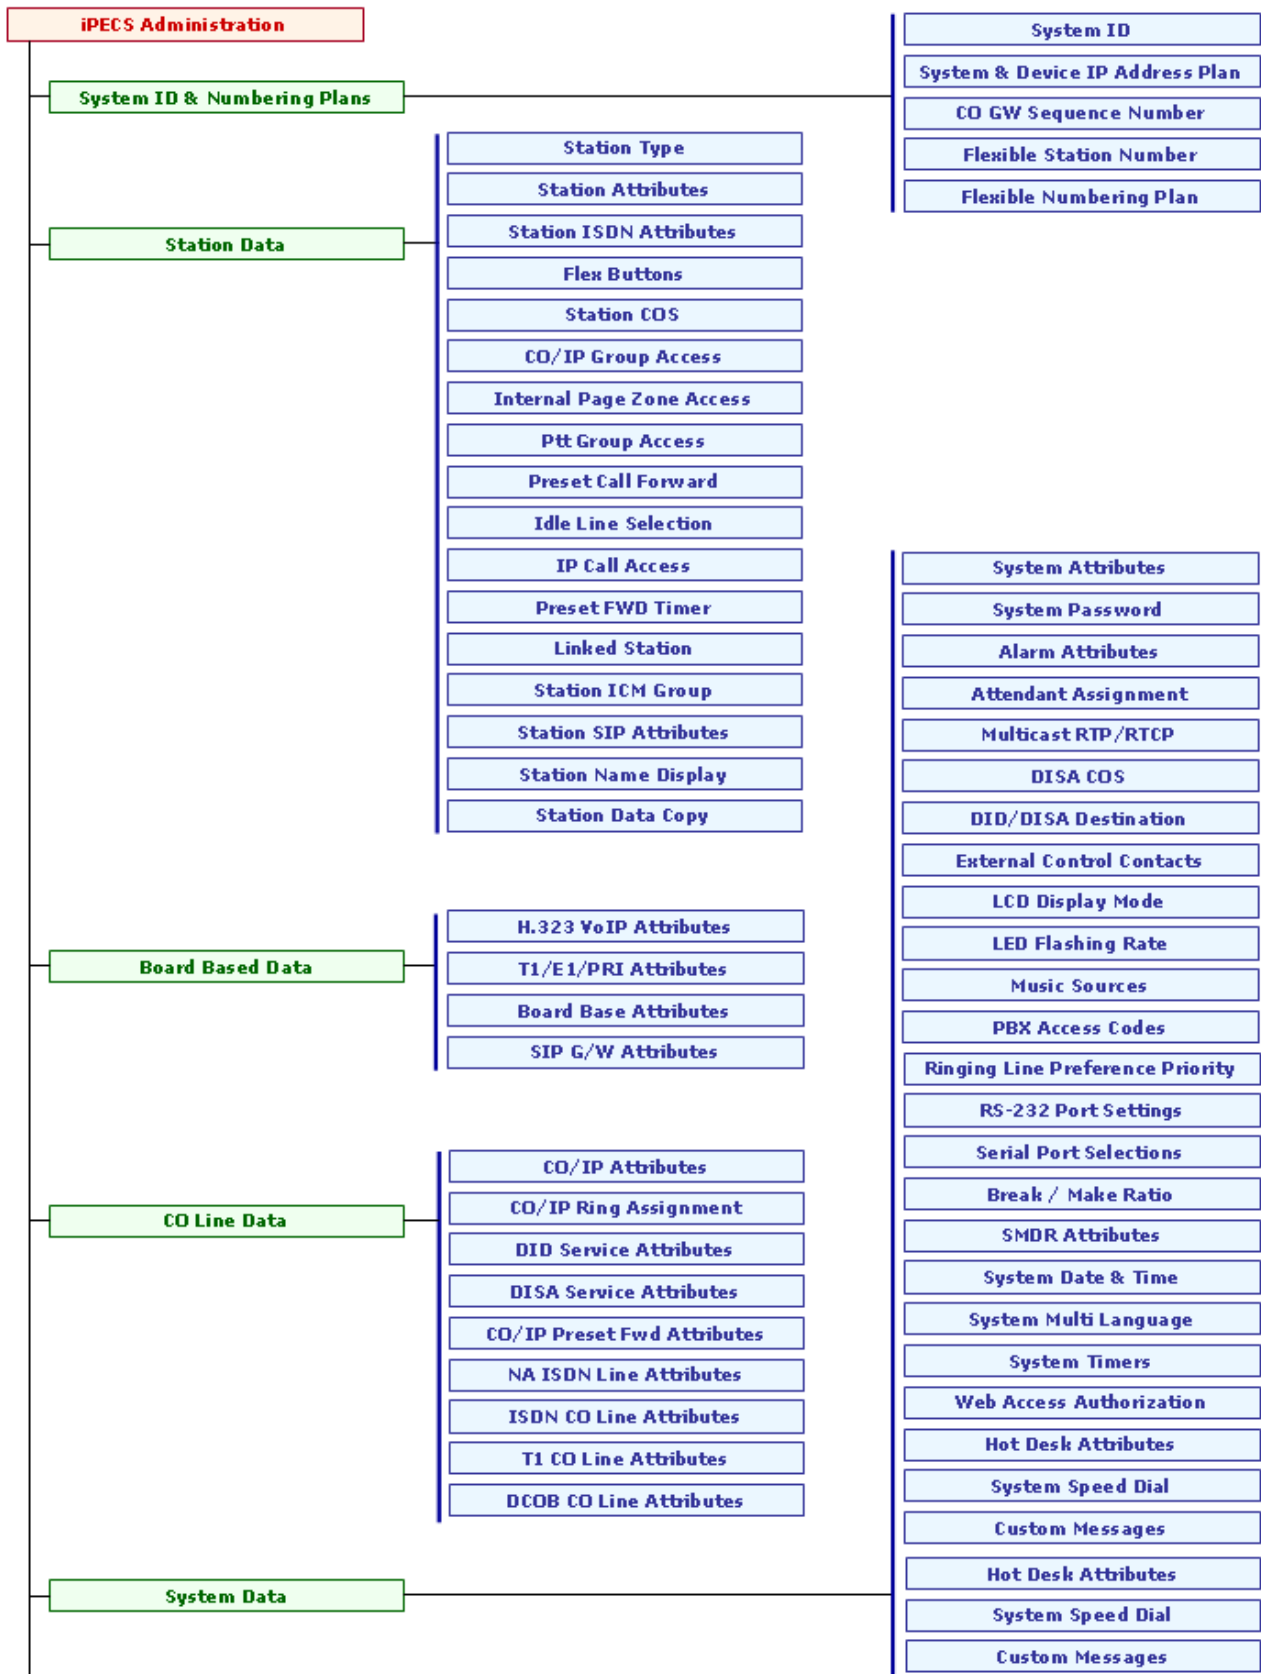 iPECS Administration
System ID & Numbering Plans
System ID
System & Device IP Address Plan
CO GW Sequence Number
Flexible Station Number
Flexible Numbering Plan
Station Data
Station Type
Station Attributes
Station ISDN Attributes
Flex Buttons
Station COS
CO/IP Group Access
Internal Page Zone Access
Ptt Group Access
Preset Call Forward
Idle Line Selection
IP Call Access
Preset FWD Timer
Linked Station
Station ICM Group
Station SIP Attributes
Station Name Display
Station Data Copy
Board Based Data
H.323 VoIP Attributes
T1/E1/PRI Attributes
Board Base Attributes
SIP G/W Attributes
CO Line Data
CO/IP Attributes
CO/IP Ring Assignment
DID Service Attributes
DISA Service Attributes
CO/IP Preset Fwd Attributes
NA ISDN Line Attributes
ISDN CO Line Attributes
T1 CO Line Attributes
DCOB CO Line Attributes
System Data
System Attributes
System Password
Alarm Attributes
Attendant Assignment
Multicast RTP/RTCP
DISA COS
DID/DISA Destination
External Control Contacts
LCD Display Mode
LED Flashing Rate
Music Sources
PBX Access Codes
Ringing Line Preference Priority
RS-232 Port Settings
Serial Port Selections
Break / Make Ratio
SMDR Attributes
System Date & Time
System Multi Language
System Timers
Web Access Authorization
Hot Desk Attributes
System Speed Dial
Custom Messages
Hot Desk Attributes
System Speed Dial
Custom Messages